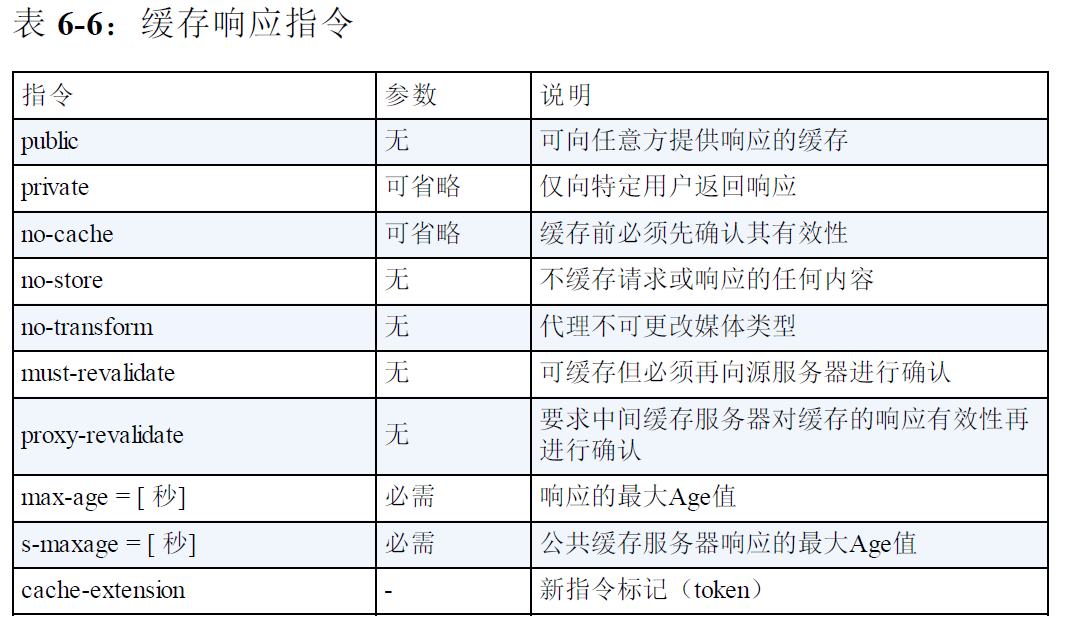 表 6-6：缓存响应指令
指令 参数 说明
public 无 可向任意方提供响应的缓存
private 可省略 仅向特定用户返回响应
no-cache 可省略 缓存前必须先确认其有效性
no-store 无 不缓存请求或响应的任何内容
no-transform 无 代理不可更改媒体类型
must-revalidate 无 可缓存但必须再向源服务器进行确认
proxy-revalidate 无 要求中间缓存服务器对缓存的响应有效性再
进行确认
max-age = [ 秒] 必需 响应的最大Age值
s-maxage = [ 秒] 必需 公共缓存服务器响应的最大Age值
cache-extension - 新指令标记（token）